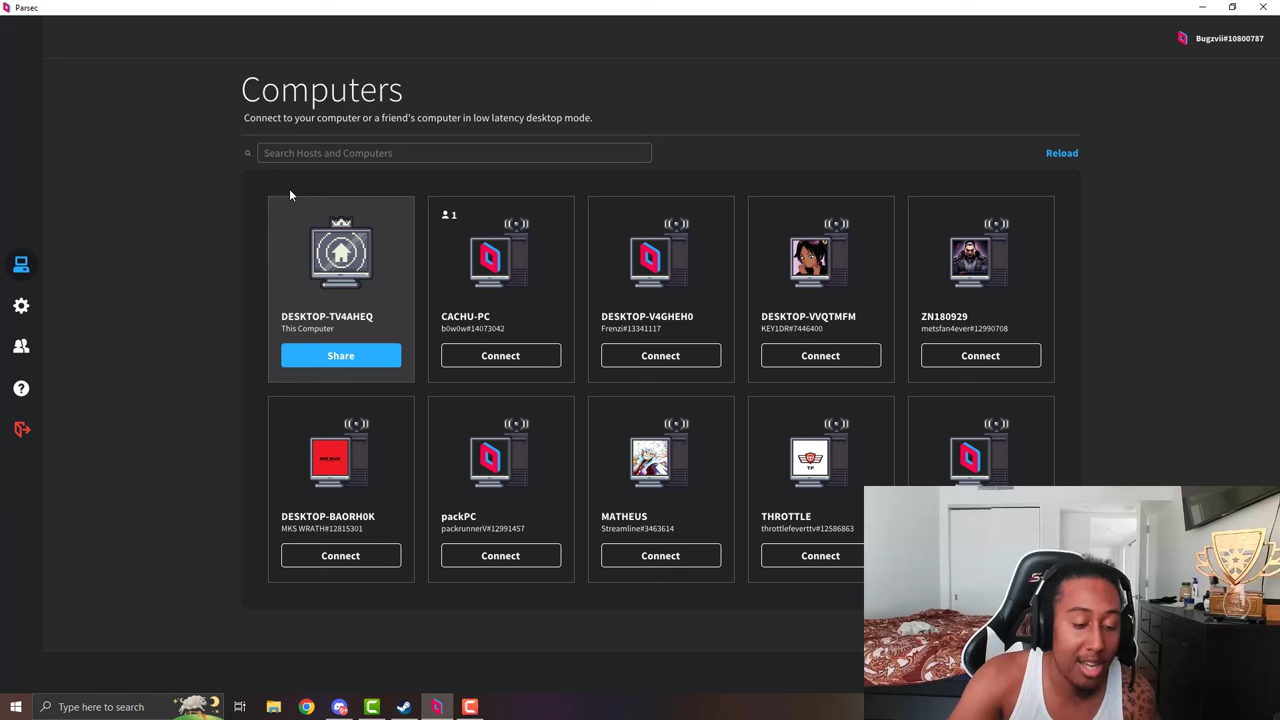 Parsec
Bugzvii#10800787
Computers
Connect to your computer or a friend's computer in low latency desktop mode.
Search Hosts and Computers
Reload
1
DESKTOP-TV4AHEQ
This Computer
Share
CACHU-PC
b0w0w#14073042
Connect
DESKTOP-V4GHEH0
Frenzi#13341117
Connect
DESKTOP-VVQTMFM
KEY1DR#7446400
Connect
ZN180929
metsfan4ever#12990708
Connect
DESKTOP-BAORH0K
MKS WRATH#12815301
Connect
packPC
packrunnerV#12991457
Connect
MATHEUS
Streamline#3463614
Connect
TF
THROTTLE
throttlefeverttv#12586863
Connect
Type here to search